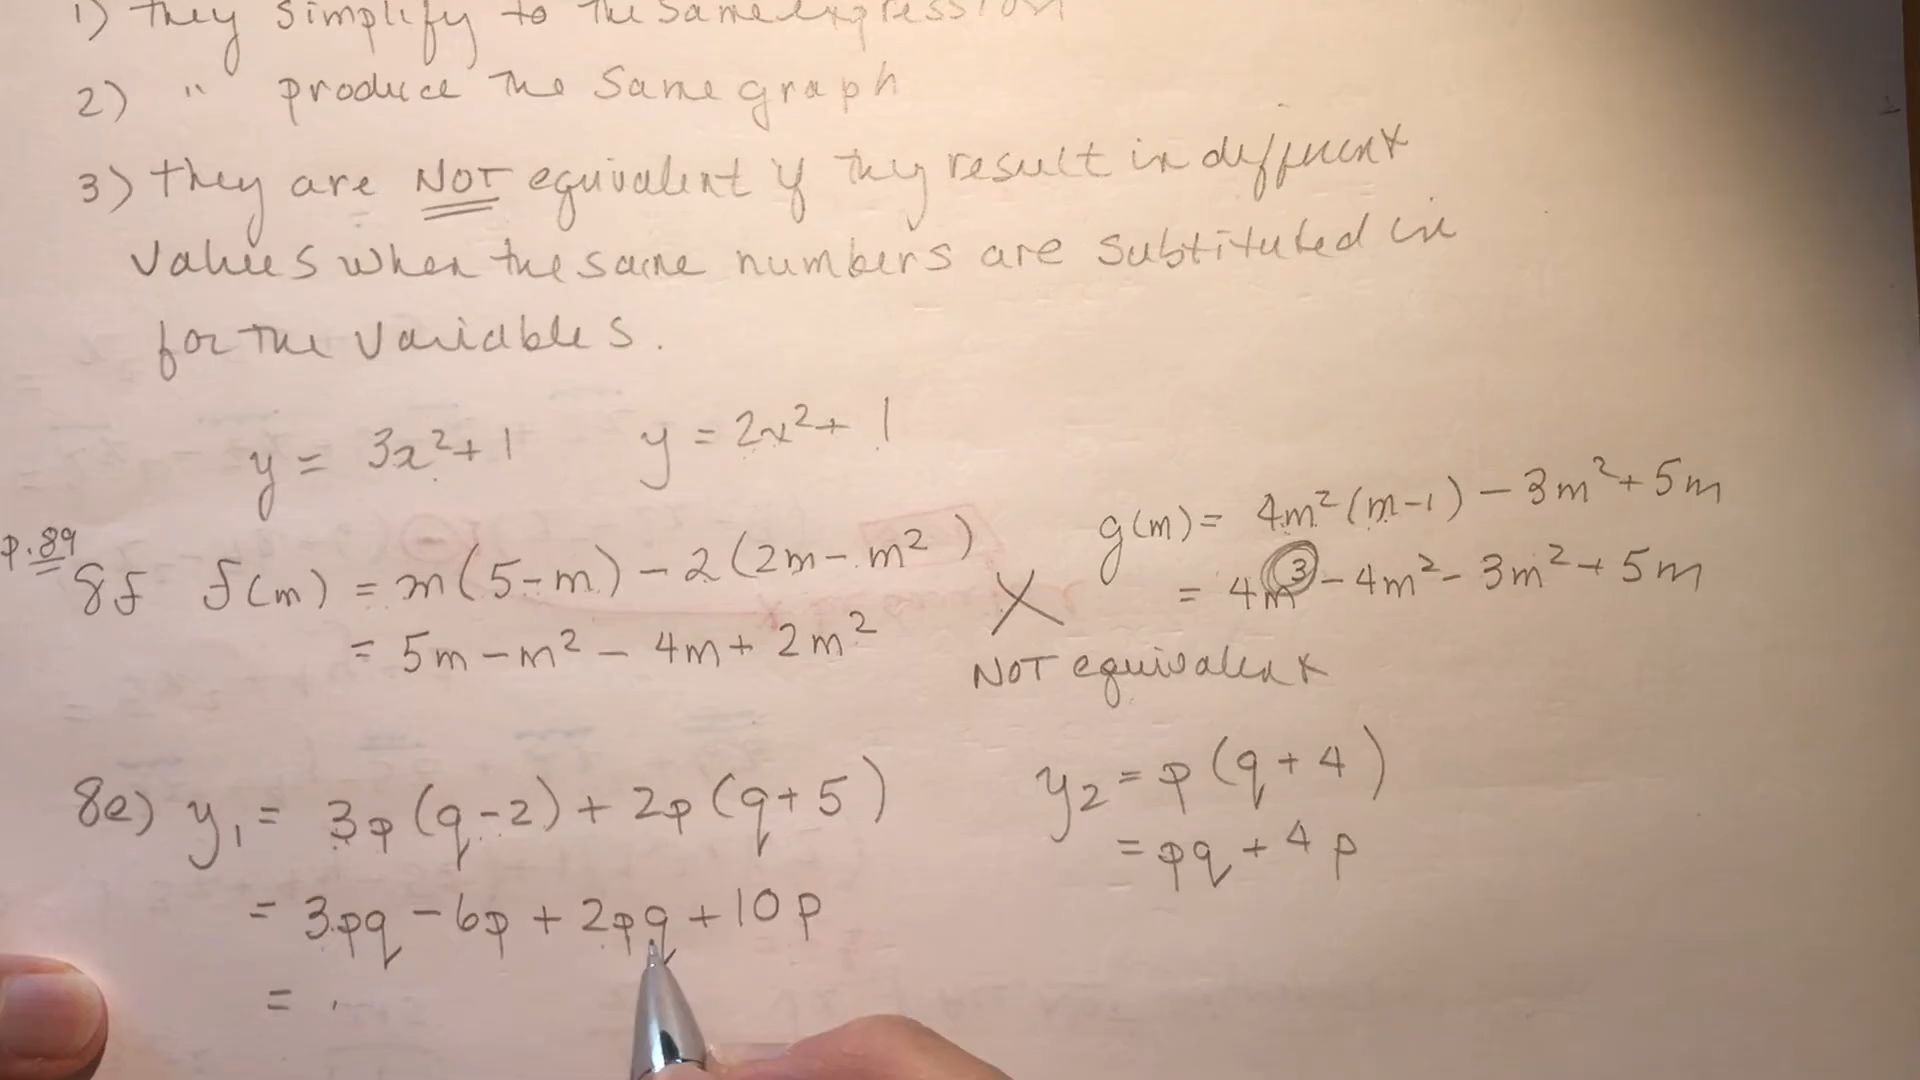 1) they simplify to the same expression
2) " produce the same graph
3) they are NOT equivalent if they result in different
values when the same numbers are substituted in
for the variables.
y = 3x²+1 y = 2x²+1
p.89
8f f(m) = m(5-m) - 2(2m-m²)
= 5m - m² - 4m + 2m²
X
g(m) = 4m²(m-1) - 3m² + 5m
= 4m³ - 4m² - 3m² + 5m
NOT equivalent
8e) y₁ = 3p(q-2) + 2p(q+5)
= 3pq - 6p + 2pq + 10p
=
y₂ = p(q+4)
= pq + 4p